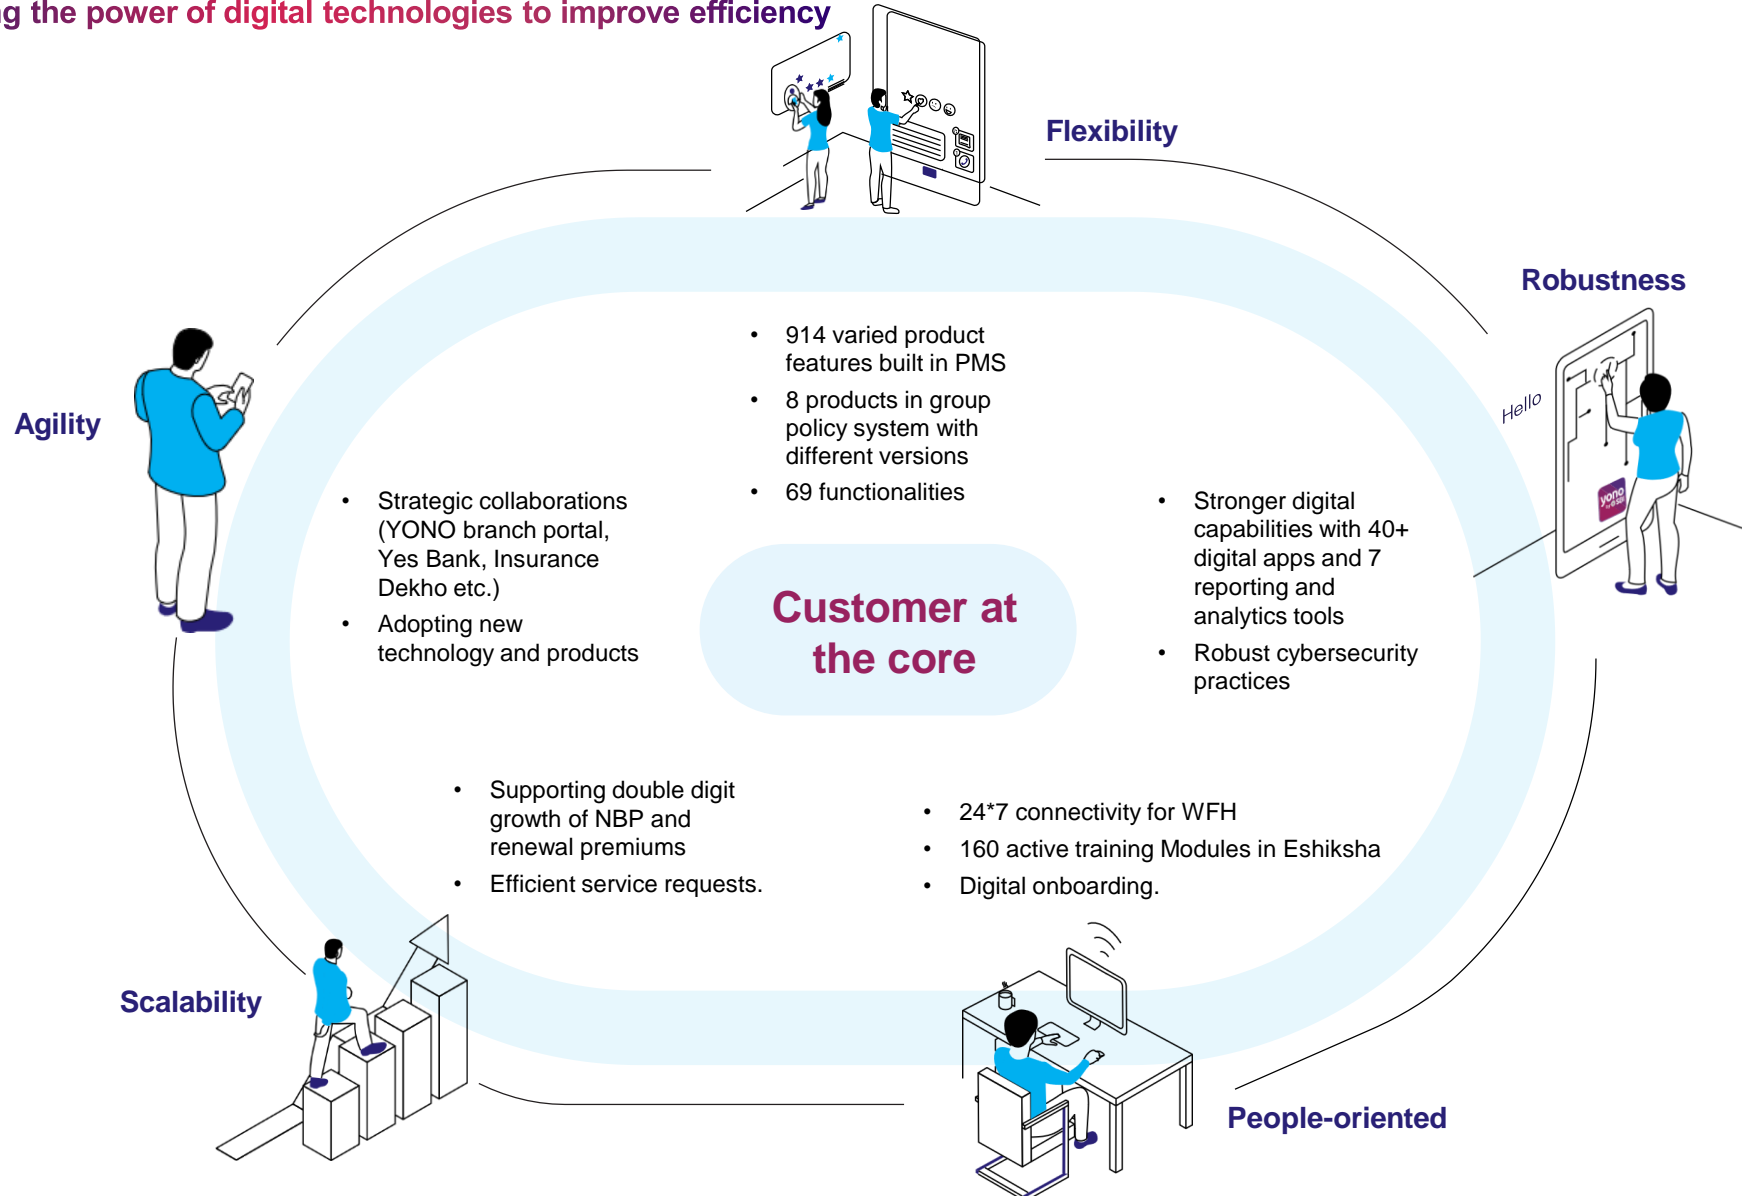 ng the power of digital technologies to improve efficiency
Flexibility
Robustness
Agility
Hello
yono
• 914 varied product
features built in PMS
• 8 products in group
policy system with
different versions
• 69 functionalities
• Strategic collaborations
(YONO branch portal,
Yes Bank, Insurance
Dekho etc.)
• Adopting new
technology and products
Customer at
the core
• Stronger digital
capabilities with 40+
digital apps and 7
reporting and
analytics tools
• Robust cybersecurity
practices
• Supporting double digit
growth of NBP and
renewal premiums
• Efficient service requests.
• 24*7 connectivity for WFH
• 160 active training Modules in Eshiksha
• Digital onboarding.
Scalability
People-oriented